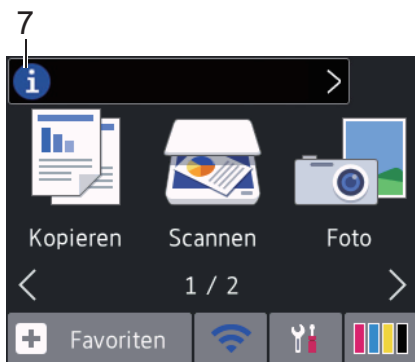 7
i
Kopieren Scannen Foto
1 / 2
Favoriten